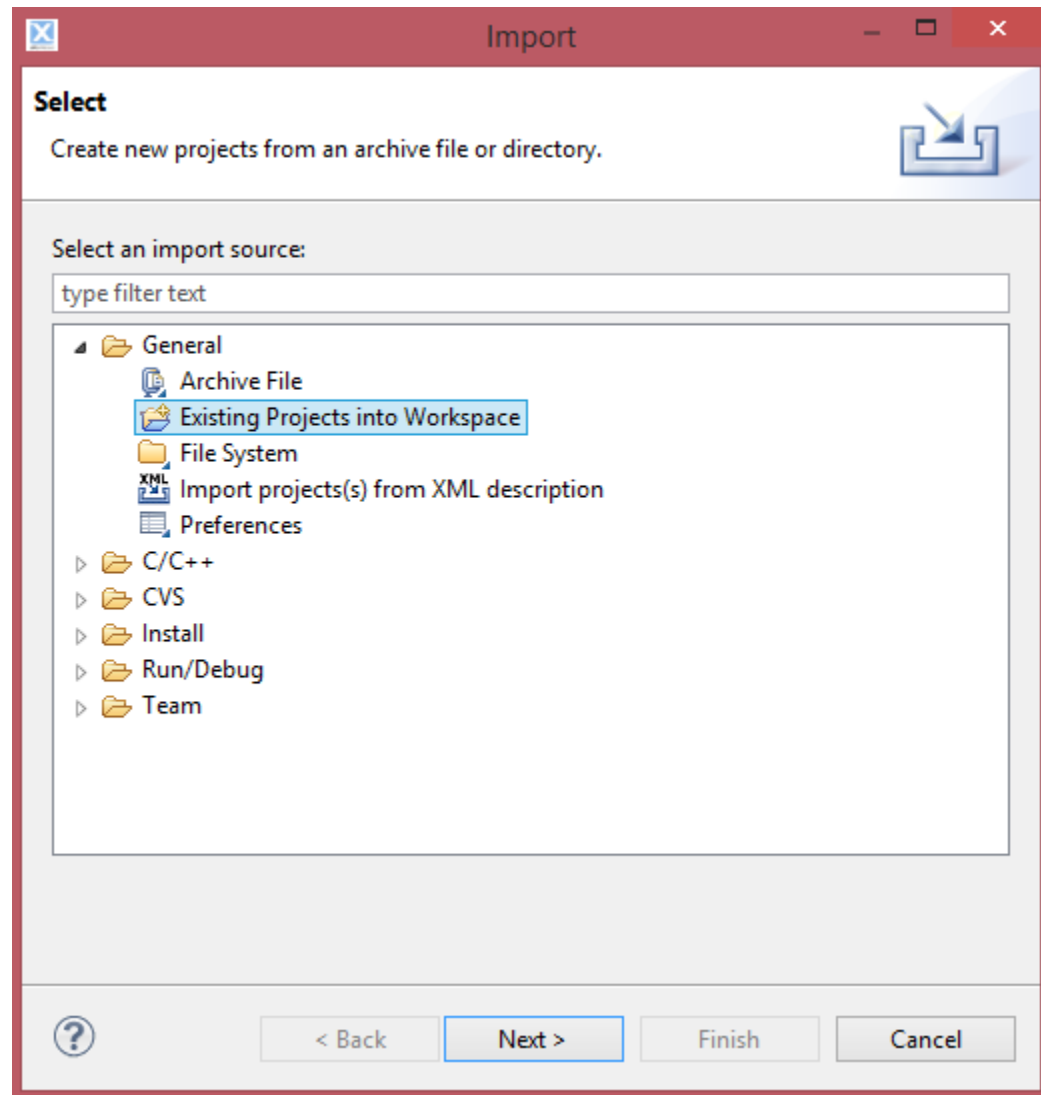 Import
Select
Create new projects from an archive file or directory.
Select an import source:
type filter text
General
Archive File
Existing Projects into Workspace
File System
XML
Import projects(s) from XML description
Preferences
C/C++
CVS
Install
Run/Debug
Team
?
< Back Next > Finish Cancel